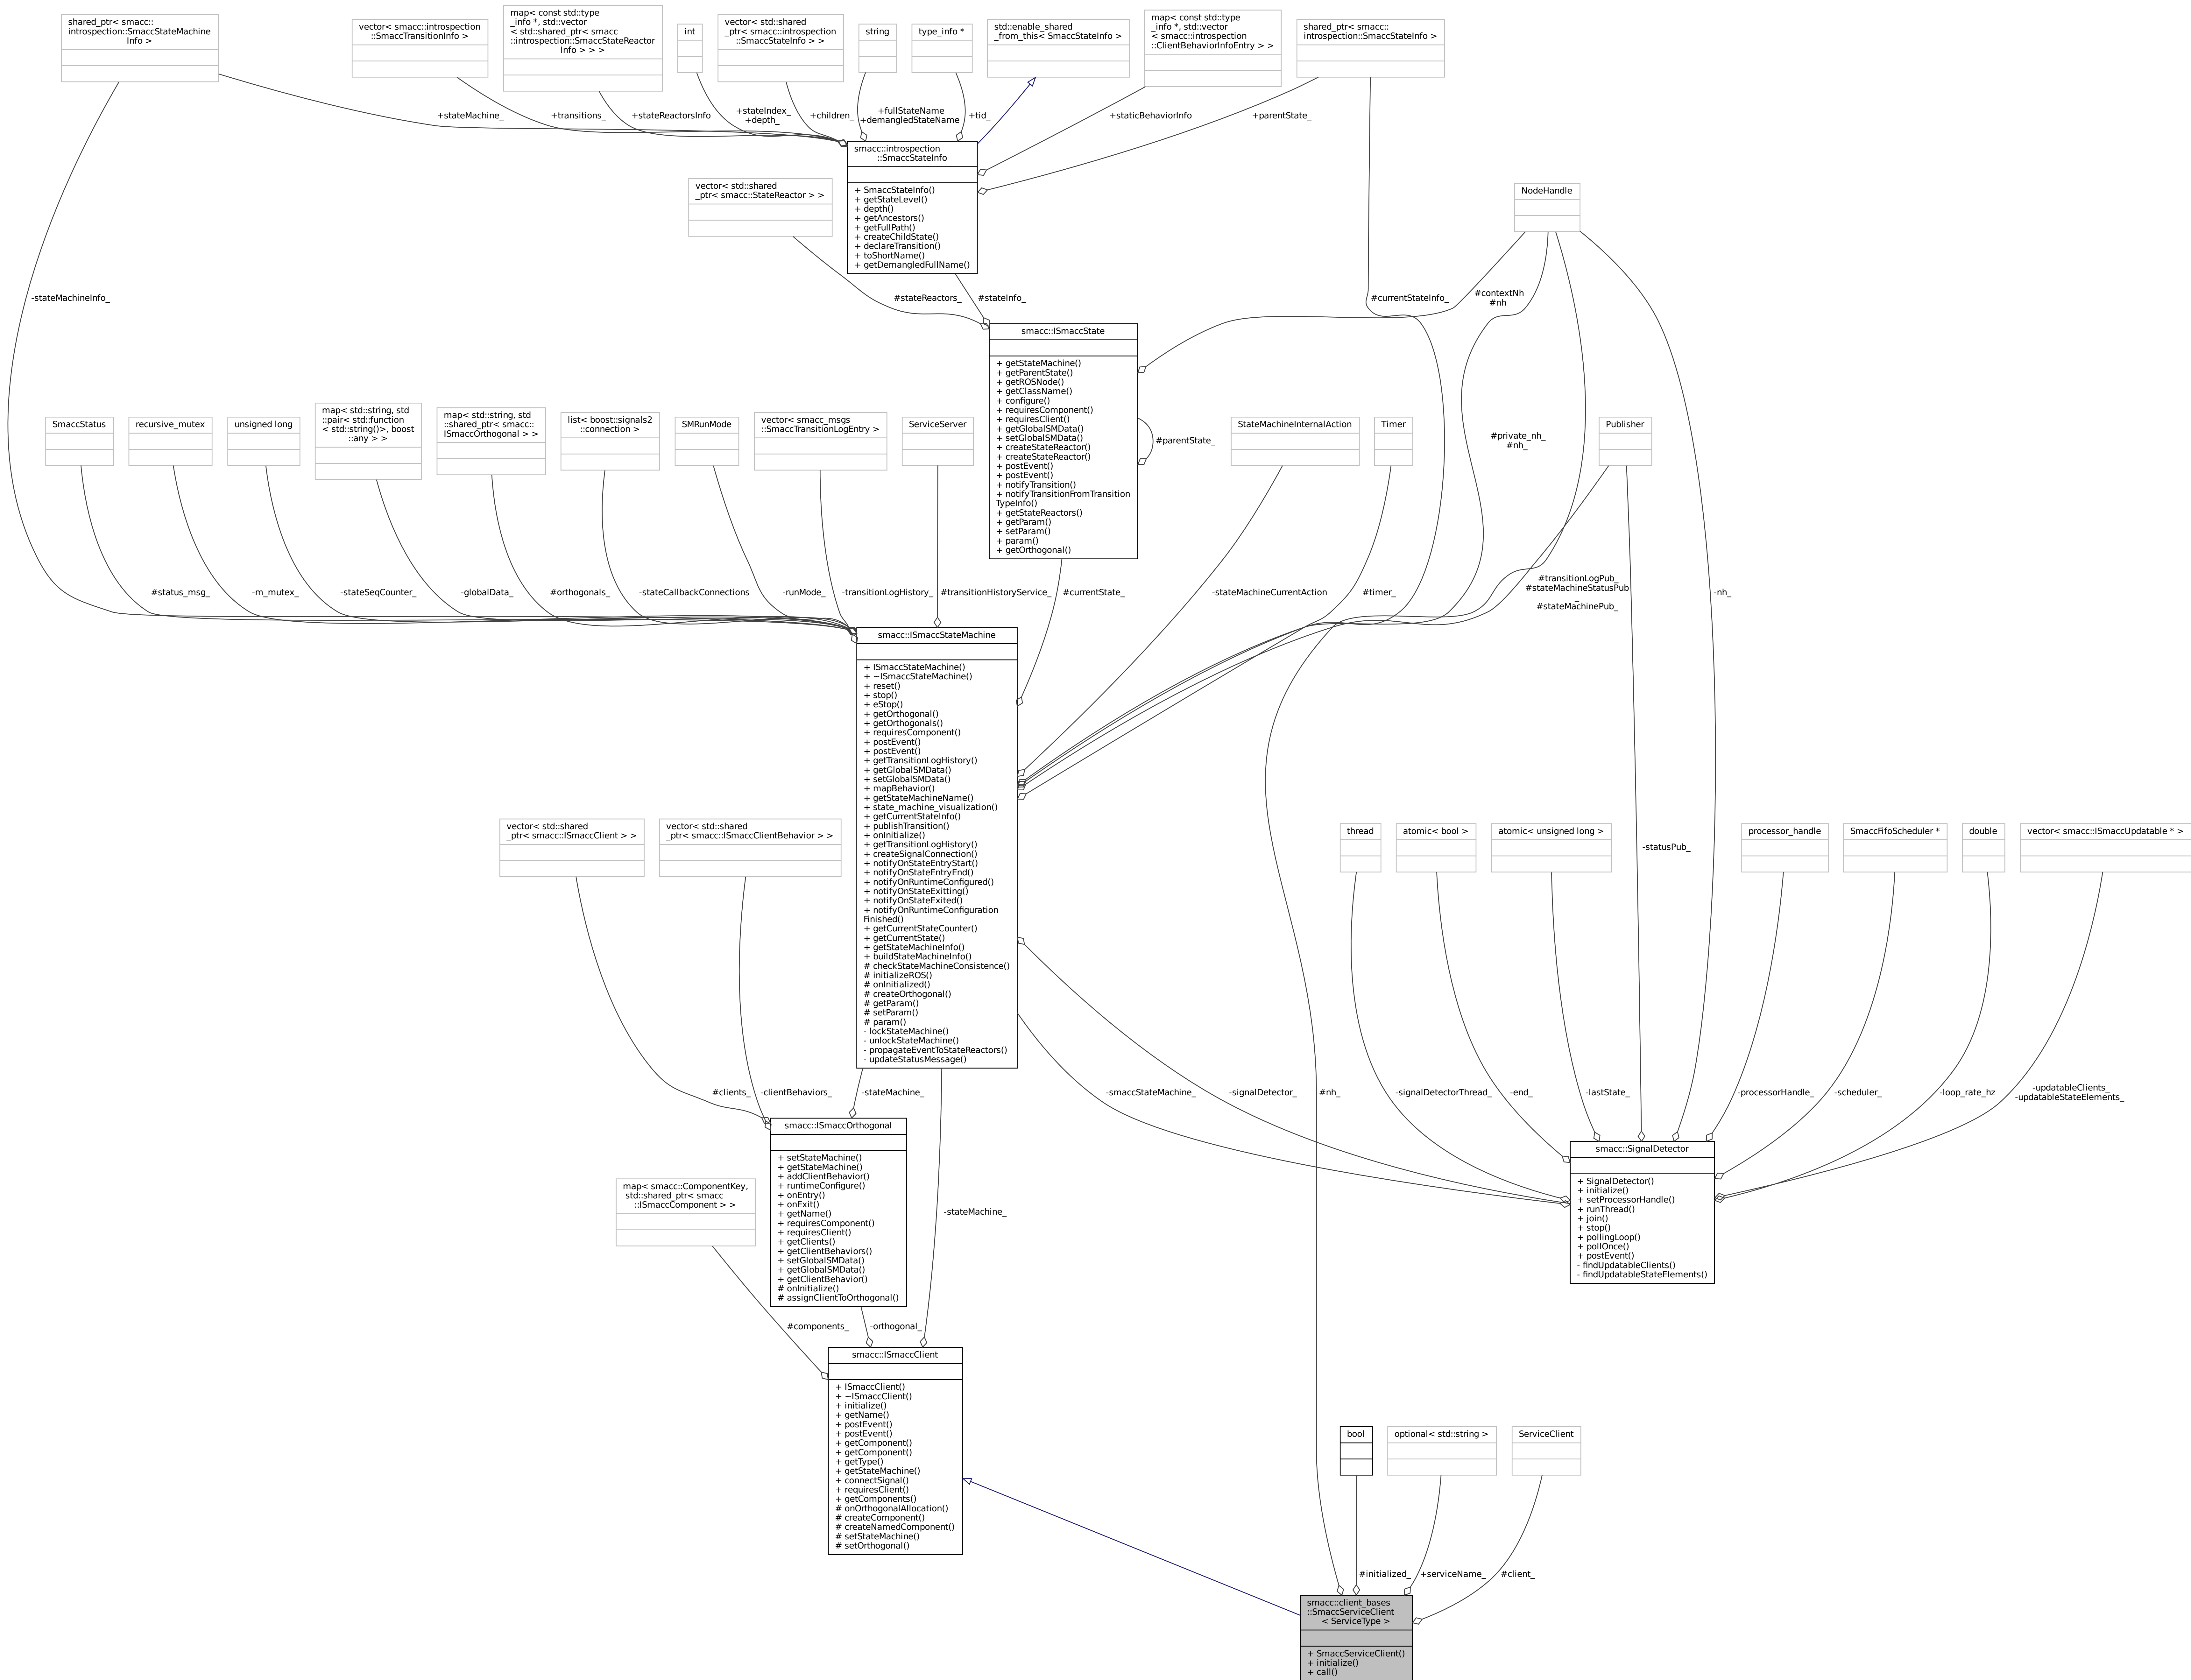 shared_ptr< smacc::
introspection::SmaccStateMachine
Info >
vector< smacc::introspection
::SmaccTransitionInfo >
map< const std::type
_info *, std::vector
< std::shared_ptr< smacc
::introspection::SmaccStateReactor
Info > > >
int
vector< std::shared
_ptr< smacc::introspection
::SmaccStateInfo > >
string
type_info *
std::enable_shared
_from_this< SmaccStateInfo >
map< const std::type
_info *, std::vector
< smacc::introspection
::ClientBehaviorInfoEntry > >
shared_ptr< smacc::
introspection::SmaccStateInfo >
+stateMachine_
+transitions_
+stateReactorsInfo
+stateIndex_
+depth_
+children_
+fullStateName
+demangledStateName
+tid_
+staticBehaviorInfo
+parentState_
smacc::introspection
::SmaccStateInfo
+ SmaccStateInfo()
+ getStateLevel()
+ depth()
+ getAncestors()
+ getFullPath()
+ createChildState()
+ declareTransition()
+ toShortName()
+ getDemangledFullName()
vector< std::shared
_ptr< smacc::StateReactor > >
NodeHandle
-stateMachineInfo_
#stateReactors_
#stateInfo_
#currentStateInfo_
#contextNh
#nh
smacc::ISmaccState
+ getStateMachine()
+ getParentState()
+ getROSNode()
+ getClassName()
+ configure()
+ requiresComponent()
+ requiresClient()
+ getGlobalSMData()
+ setGlobalSMData()
+ createStateReactor()
+ createStateReactor()
+ postEvent()
+ postEvent()
+ notifyTransition()
+ notifyTransitionFromTransition
TypeInfo()
+ getStateReactors()
+ getParam()
+ setParam()
+ param()
+ getOrthogonal()
#parentState_
SmaccStatus
recursive_mutex
unsigned long
map< std::string, std
::pair< std::function
< std::string()>, boost
::any > >
map< std::string, std
::shared_ptr< smacc::
ISmaccOrthogonal > >
list< boost::signals2
::connection >
SMRunMode
vector< smacc_msgs
::SmaccTransitionLogEntry >
ServiceServer
StateMachineInternalAction
Timer
#private_nh_
#nh_
Publisher
#status_msg_
-m_mutex_
-stateSeqCounter_
-globalData_
#orthogonals_
-stateCallbackConnections
-runMode_
-transitionLogHistory_
#transitionHistoryService_
#currentState_
-stateMachineCurrentAction
#timer_
#transitionLogPub_
#stateMachineStatusPub
_
#stateMachinePub_
-nh_
smacc::ISmaccStateMachine
+ ISmaccStateMachine()
+ ~ISmaccStateMachine()
+ reset()
+ stop()
+ eStop()
+ getOrthogonal()
+ getOrthogonals()
+ requiresComponent()
+ postEvent()
+ postEvent()
+ getTransitionLogHistory()
+ getGlobalSMData()
+ setGlobalSMData()
+ mapBehavior()
+ getStateMachineName()
+ state_machine_visualization()
+ getCurrentStateInfo()
+ publishTransition()
+ onInitialize()
+ getTransitionLogHistory()
+ createSignalConnection()
+ notifyOnStateEntryStart()
+ notifyOnStateEntryEnd()
+ notifyOnRuntimeConfigured()
+ notifyOnStateExitting()
+ notifyOnStateExited()
+ notifyOnRuntimeConfiguration
Finished()
+ getCurrentStateCounter()
+ getCurrentState()
+ getStateMachineInfo()
+ buildStateMachineInfo()
# checkStateMachineConsistence()
# initializeROS()
# onInitialized()
# createOrthogonal()
# getParam()
# setParam()
# param()
- lockStateMachine()
- unlockStateMachine()
- propagateEventToStateReactors()
- updateStatusMessage()
vector< std::shared
_ptr< smacc::ISmaccClient > >
vector< std::shared
_ptr< smacc::ISmaccClientBehavior > >
thread
atomic< bool >
atomic< unsigned long >
-statusPub_
processor_handle
SmaccFifoScheduler *
double
vector< smacc::ISmaccUpdatable * >
#clients_
-clientBehaviors_
-stateMachine_
-smaccStateMachine_
-signalDetector_
#nh_
-signalDetectorThread_
-end_
-lastState_
-processorHandle_
-scheduler_
-loop_rate_hz
-updatableClients_
-updatableStateElements_
smacc::ISmaccOrthogonal
+ setStateMachine()
+ getStateMachine()
+ addClientBehavior()
+ runtimeConfigure()
+ onEntry()
+ onExit()
+ getName()
+ requiresComponent()
+ requiresClient()
+ getClients()
+ getClientBehaviors()
+ setGlobalSMData()
+ getGlobalSMData()
+ getClientBehavior()
# onInitialize()
# assignClientToOrthogonal()
smacc::SignalDetector
+ SignalDetector()
+ initialize()
+ setProcessorHandle()
+ runThread()
+ join()
+ stop()
+ pollingLoop()
+ pollOnce()
+ postEvent()
- findUpdatableClients()
- findUpdatableStateElements()
map< smacc::ComponentKey,
std::shared_ptr< smacc
::ISmaccComponent > >
-stateMachine_
#components_
-orthogonal_
smacc::ISmaccClient
+ ISmaccClient()
+ ~ISmaccClient()
+ initialize()
+ getName()
+ postEvent()
+ postEvent()
+ getComponent()
+ getComponent()
+ getType()
+ getStateMachine()
+ connectSignal()
+ requiresClient()
+ getComponents()
# onOrthogonalAllocation()
# createComponent()
# createNamedComponent()
# setStateMachine()
# setOrthogonal()
bool
optional< std::string >
ServiceClient
#initialized_
+serviceName_
#client_
smacc::client_bases
::SmaccServiceClient
< ServiceType >
+ SmaccServiceClient()
+ initialize()
+ call()